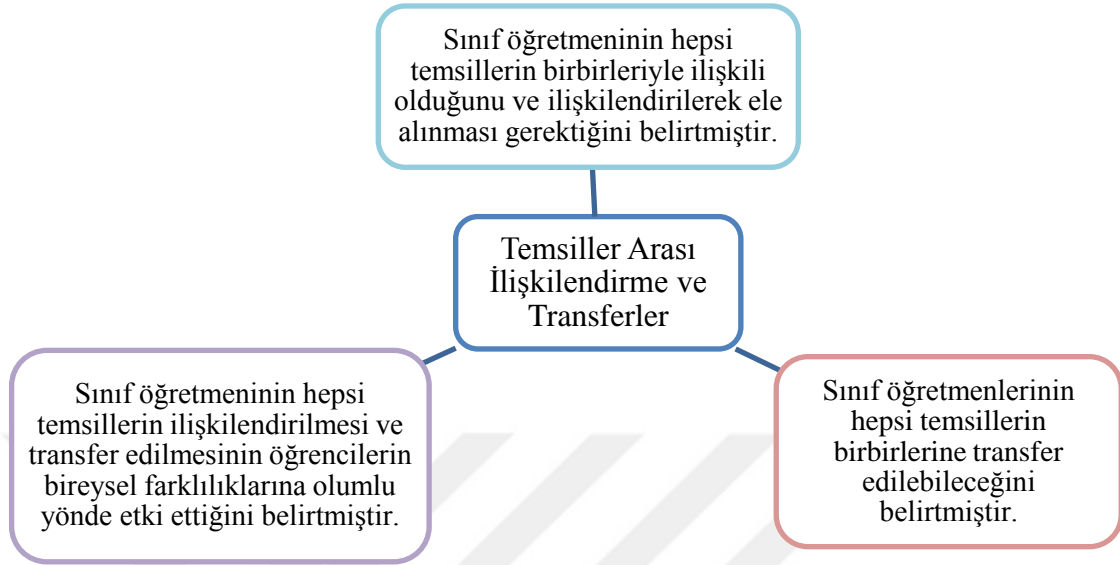 Sınıf öğretmeninin hepsi
temsillerin birbirleriyle ilişkili
olduğunu ve ilişkilendirilerek ele
alınması gerektiğini belirtmiştir.
Temsiller Arası
İlişkilendirme ve
Transferler
Sınıf öğretmeninin hepsi
temsillerin ilişkilendirilmesi ve
transfer edilmesinin öğrencilerin
bireysel farklılıklarına olumlu
yönde etki ettiğini belirtmiştir.
Sınıf öğretmenlerinin
hepsi temsillerin
birbirlerine transfer
edilebileceğini
belirtmiştir.